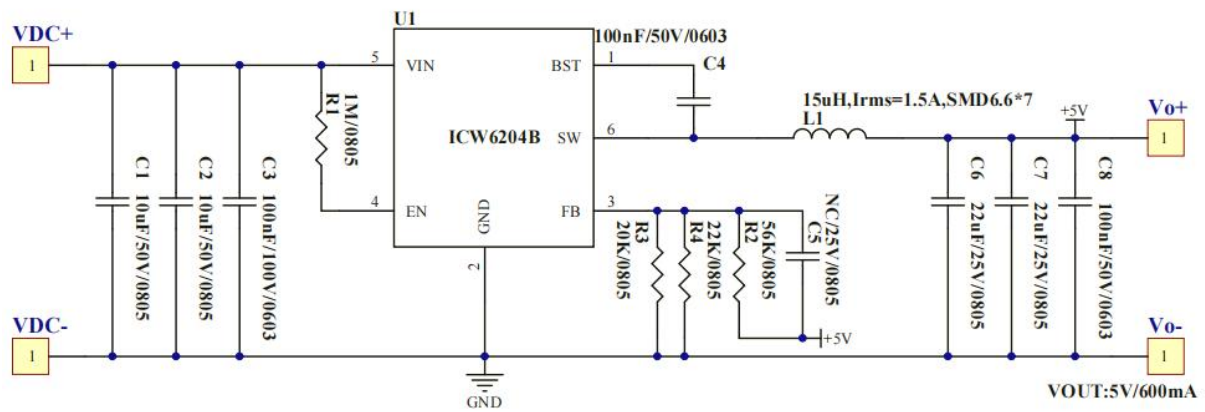 VDC+
1
U1
5
VIN
BST
1
100nF/50V/0603
C4
R1
1M/0805
ICW6204B
SW
6
15uH,Irms=1.5A,SMD6.6*7
L1
+5V
Vo+
1
C1
10uF/50V/0805
C2
10uF/50V/0805
C3
100nF/100V/0603
4
EN
GND
2
FB
3
R3
20K/0805
R4
22K/0805
R2
56K/0805
C5
NC/25V/0805
+5V
C6
22uF/25V/0805
C7
22uF/25V/0805
C8
100nF/50V/0603
VDC-
1
GND
Vo-
1
VOUT:5V/600mA